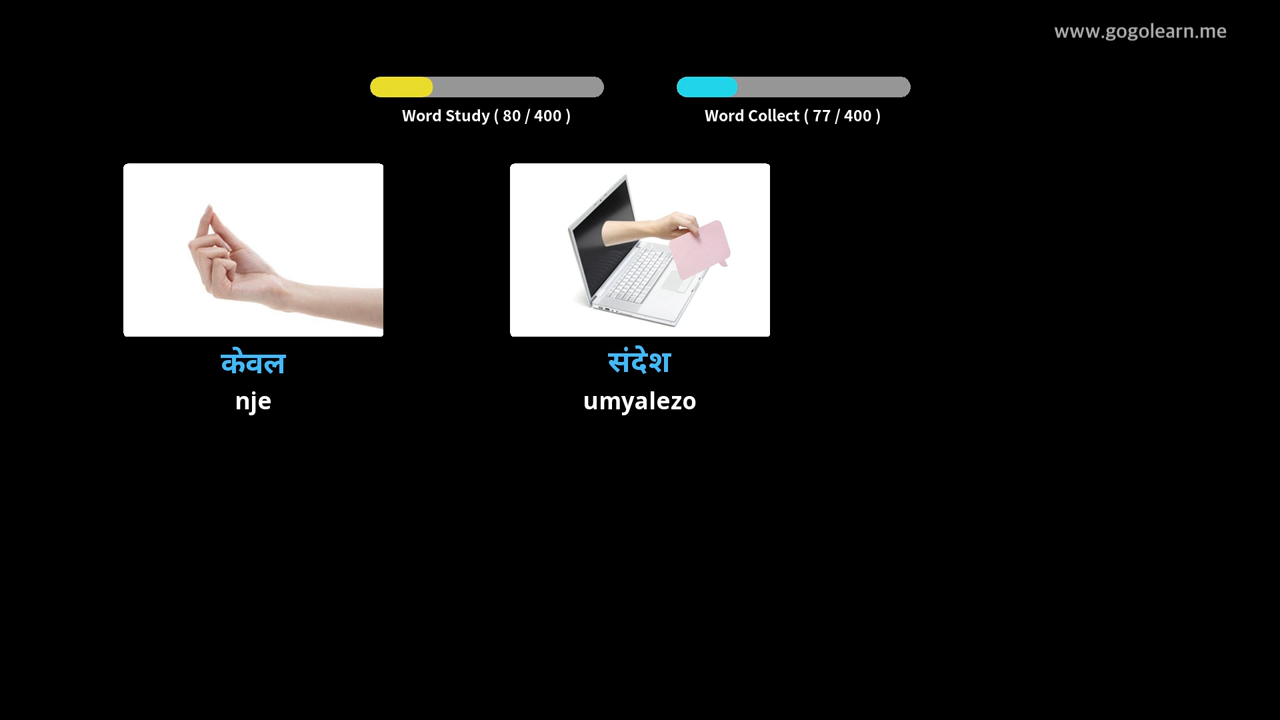 www.gogolearn.me
Word Study ( 80 / 400 )
Word Collect ( 77 / 400 )
केवल
nje
संदेश
umyalezo